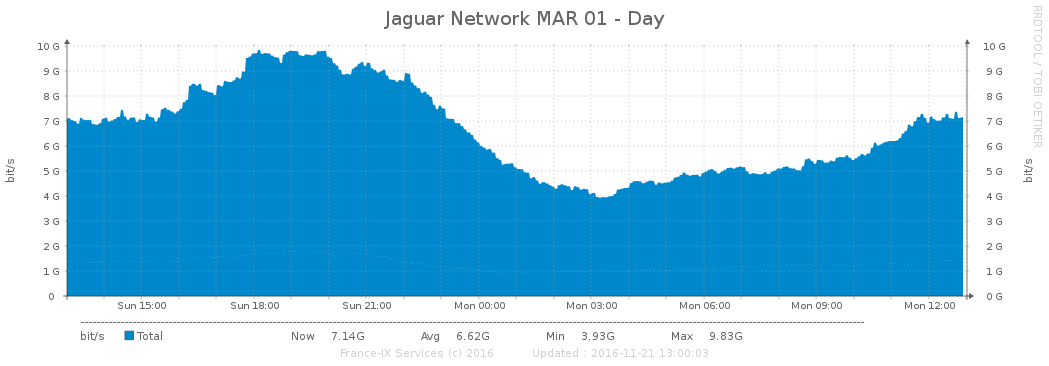 Jaguar Network MAR 01 - Day
RRDTOOL / TOBI OETIKER
bit/s
10 G
9 G
8 G
7 G
6 G
5 G
4 G
3 G
2 G
1 G
0
10 G
9 G
8 G
7 G
6 G
5 G
4 G
3 G
2 G
1 G
0 G
bit/s
Sun 15:00 Sun 18:00 Sun 21:00 Mon 00:00 Mon 03:00 Mon 06:00 Mon 09:00 Mon 12:00
bit/s Total Now 7.14G Avg 6.62G Min 3.93G Max 9.83G
France-IX Services (c) 2016 Updated : 2016-11-21 13:00:03